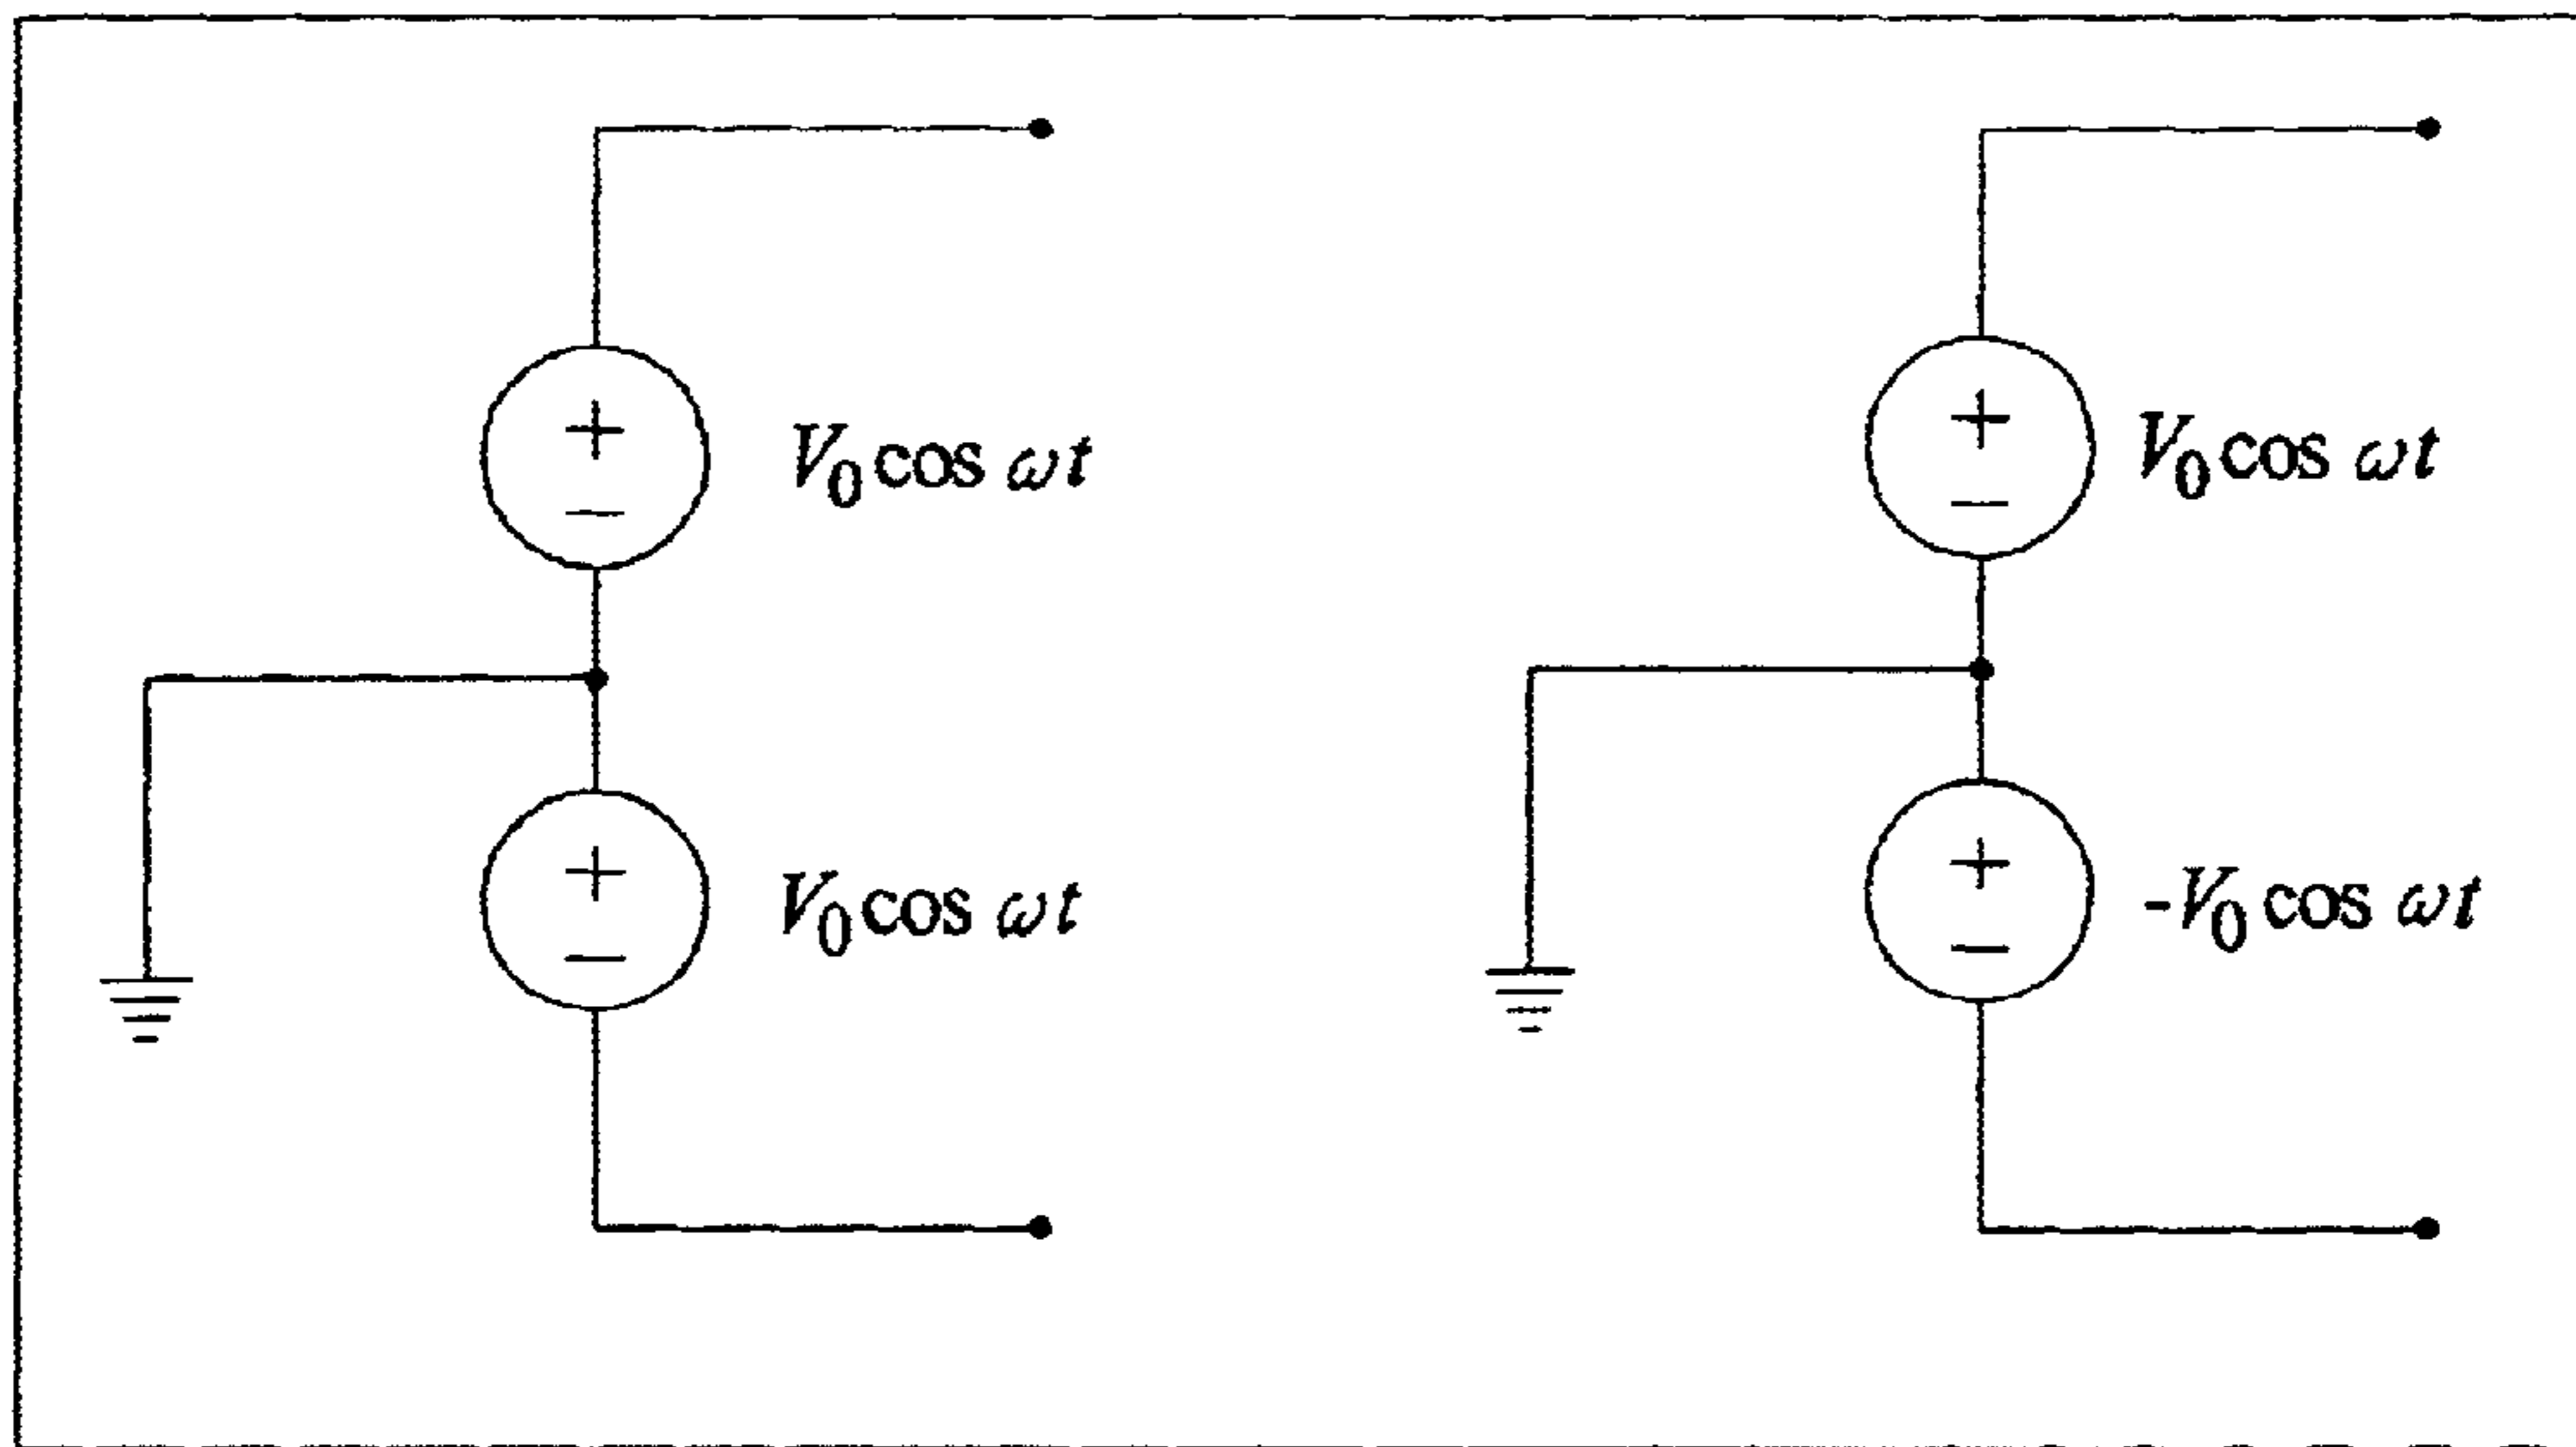 +
−
V₀ cos ωt
+
−
V₀ cos ωt
+
−
V₀ cos ωt
+
−
-V₀ cos ωt